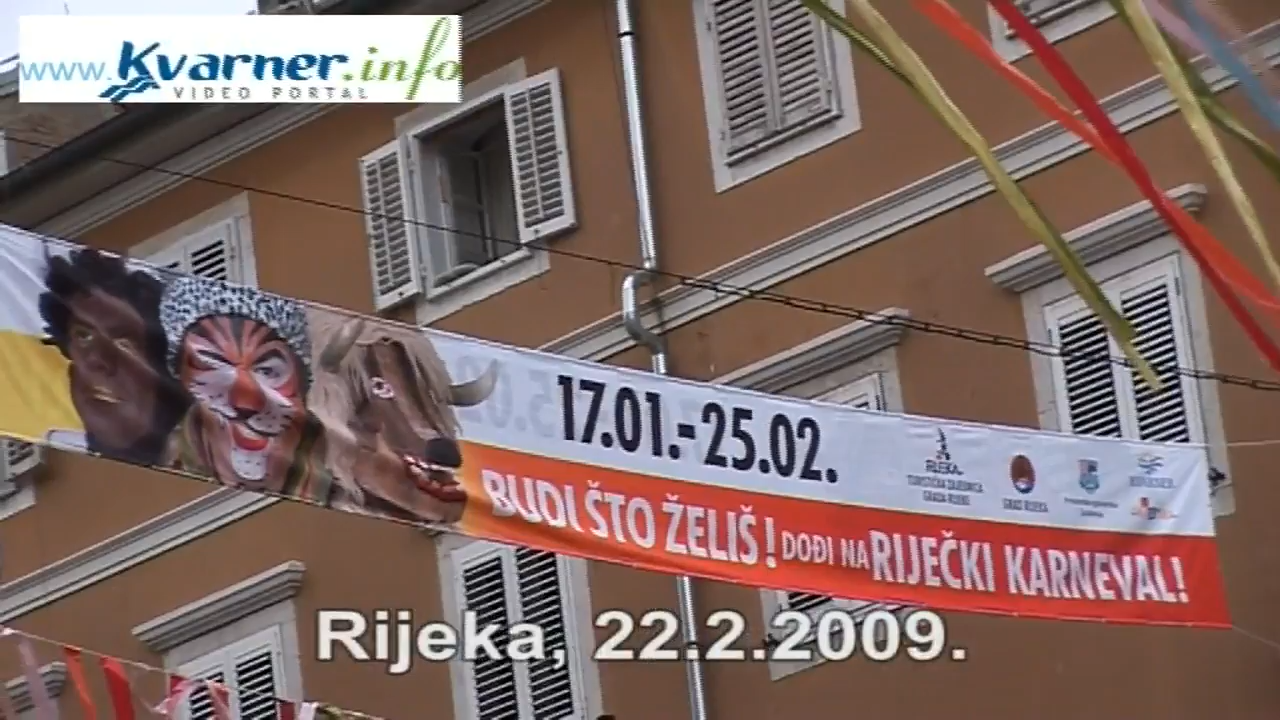 www.Kvarner.info
VIDEO PORTAL
17.01.-25.02.
RIJEKA
TURISTIČKA ZAJEDNICA
GRADA RIJEKE
GRAD RIJEKA
BUDI ŠTO ŽELIŠ! DOĐI NA RIJEČKI KARNEVAL!
Rijeka, 22.2.2009.